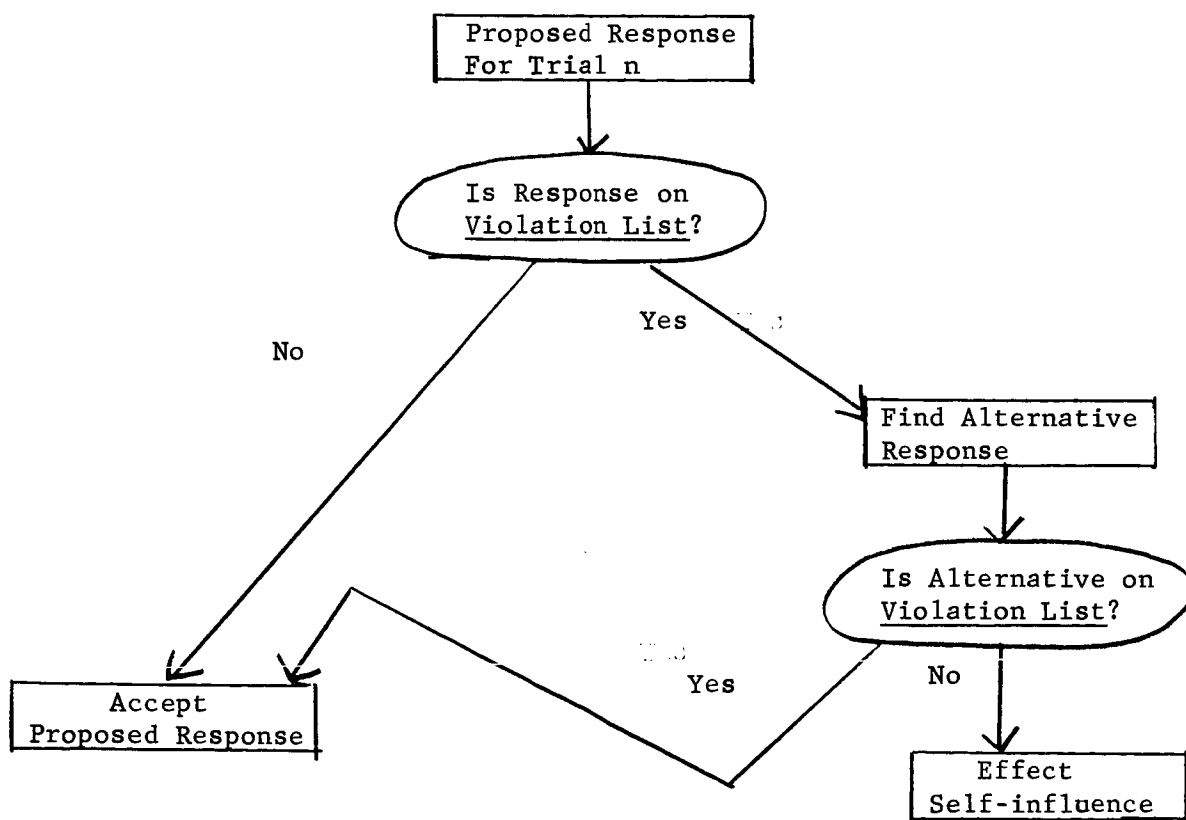 Proposed Response
For Trial n
Is Response on
Violation List?
Yes
No
Find Alternative
Response
Is Alternative on
Violation List?
Yes
No
Accept
Proposed Response
Effect
Self-influence